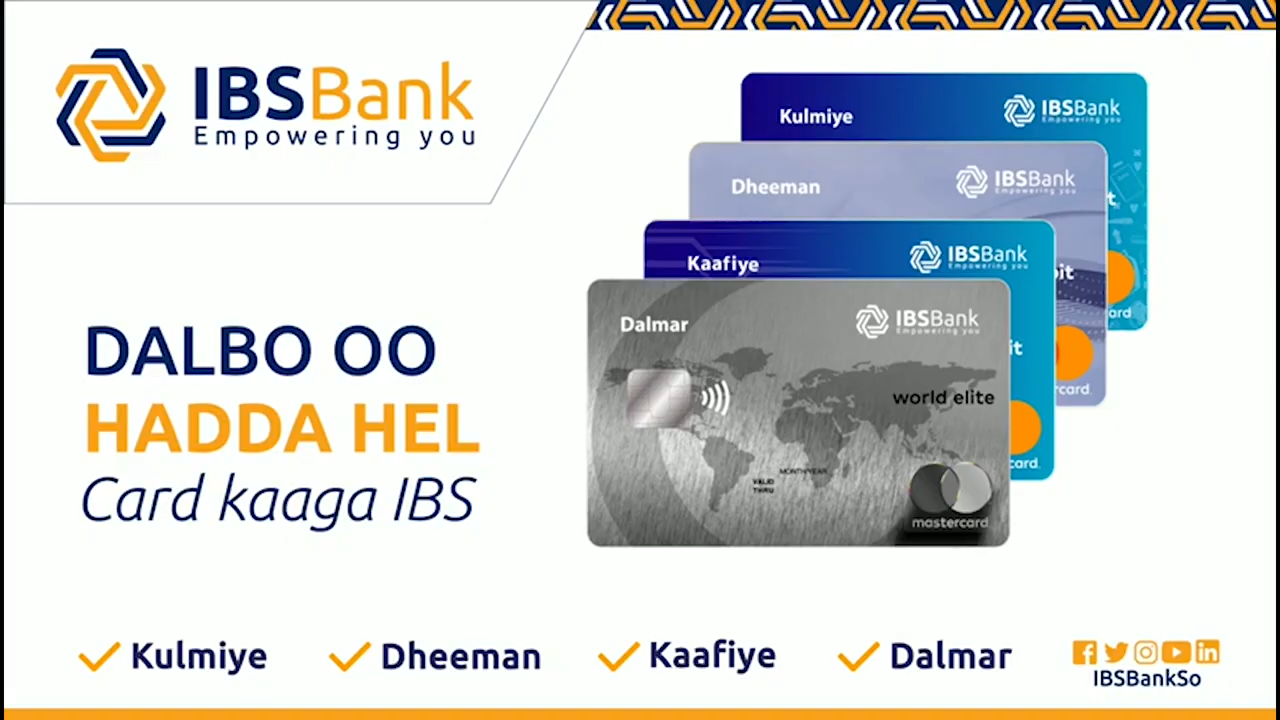 IBSBank
Empowering you
Kulmiye
IBSBank
Empowering you
Dheeman
IBSBank
Empowering you
Kaafiye
IBSBank
Empowering you
Dalmar
IBSBank
Empowering you
world elite
MONTH/YEAR
VALID
THRU
mastercard
DALBO OO
HADDA HEL
Card kaaga IBS
Kulmiye
Dheeman
Kaafiye
Dalmar
IBSBankSo